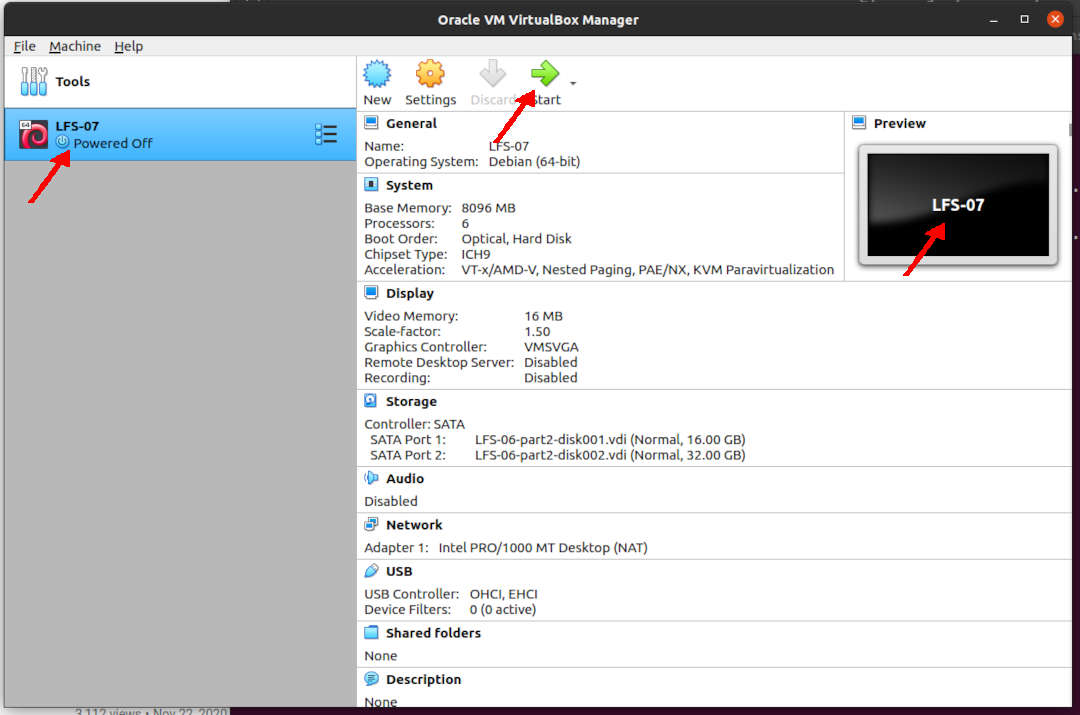 Oracle VM VirtualBox Manager
File Machine Help
Tools
New Settings Discard Start
64
LFS-07
Powered Off
General
Name: LFS-07
Operating System: Debian (64-bit)
Preview
LFS-07
System
Base Memory: 8096 MB
Processors: 6
Boot Order: Optical, Hard Disk
Chipset Type: ICH9
Acceleration: VT-x/AMD-V, Nested Paging, PAE/NX, KVM Paravirtualization
Display
Video Memory: 16 MB
Scale-factor: 1.50
Graphics Controller: VMSVGA
Remote Desktop Server: Disabled
Recording: Disabled
Storage
Controller: SATA
SATA Port 1: LFS-06-part2-disk001.vdi (Normal, 16.00 GB)
SATA Port 2: LFS-06-part2-disk002.vdi (Normal, 32.00 GB)
Audio
Disabled
Network
Adapter 1: Intel PRO/1000 MT Desktop (NAT)
USB
USB Controller: OHCI, EHCI
Device Filters: 0 (0 active)
Shared folders
None
Description
None
3,112 views • Nov 22, 2020